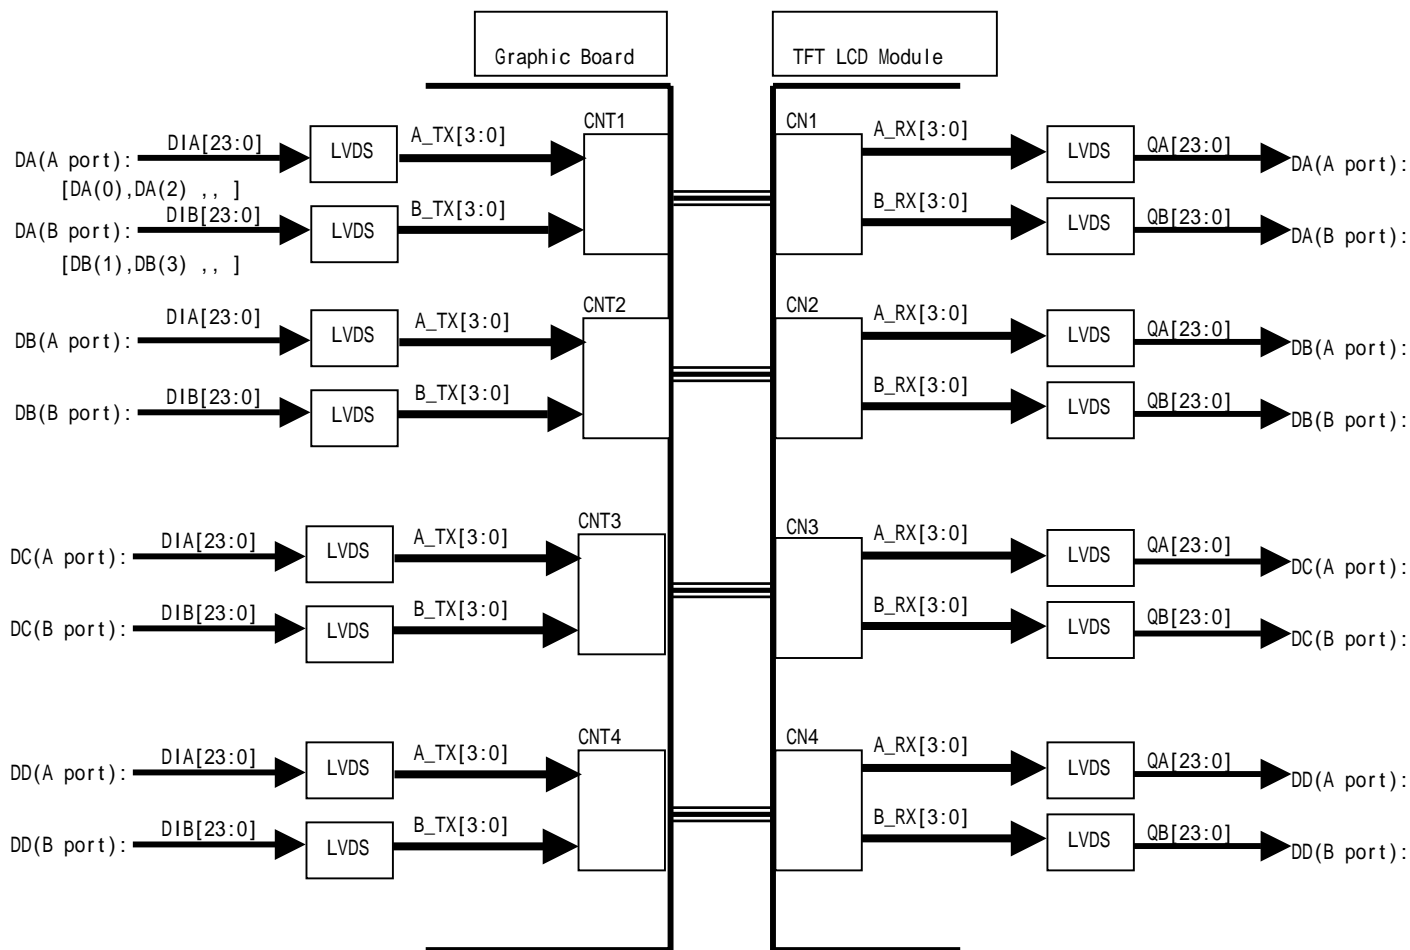 Graphic Board
TFT LCD Module
CNT1
CN1
DA(A port):
DIA[23:0]
LVDS
A_TX[3:0]
A_RX[3:0]
LVDS
QA[23:0]
DA(A port):
[DA(0),DA(2) ,, ]
DA(B port):
DIB[23:0]
LVDS
B_TX[3:0]
B_RX[3:0]
LVDS
QB[23:0]
DA(B port):
[DB(1),DB(3) ,, ]
CNT2
CN2
DB(A port):
DIA[23:0]
LVDS
A_TX[3:0]
A_RX[3:0]
LVDS
QA[23:0]
DB(A port):
DB(B port):
DIB[23:0]
LVDS
B_TX[3:0]
B_RX[3:0]
LVDS
QB[23:0]
DB(B port):
CNT3
CN3
DC(A port):
DIA[23:0]
LVDS
A_TX[3:0]
A_RX[3:0]
LVDS
QA[23:0]
DC(A port):
DC(B port):
DIB[23:0]
LVDS
B_TX[3:0]
B_RX[3:0]
LVDS
QB[23:0]
DC(B port):
CNT4
CN4
DD(A port):
DIA[23:0]
LVDS
A_TX[3:0]
A_RX[3:0]
LVDS
QA[23:0]
DD(A port):
DD(B port):
DIB[23:0]
LVDS
B_TX[3:0]
B_RX[3:0]
LVDS
QB[23:0]
DD(B port):